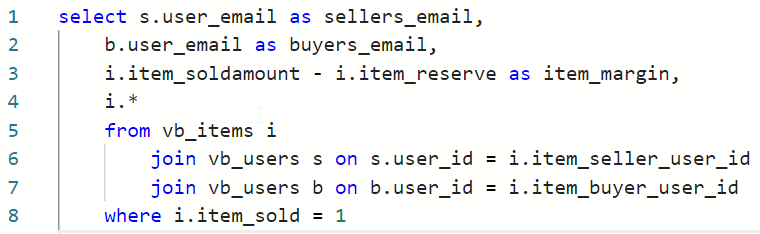 1 select s.user_email as sellers_email,
2 b.user_email as buyers_email,
3 i.item_soldamount - i.item_reserve as item_margin,
4 i.*
5 from vb_items i
6 join vb_users s on s.user_id = i.item_seller_user_id
7 join vb_users b on b.user_id = i.item_buyer_user_id
8 where i.item_sold = 1